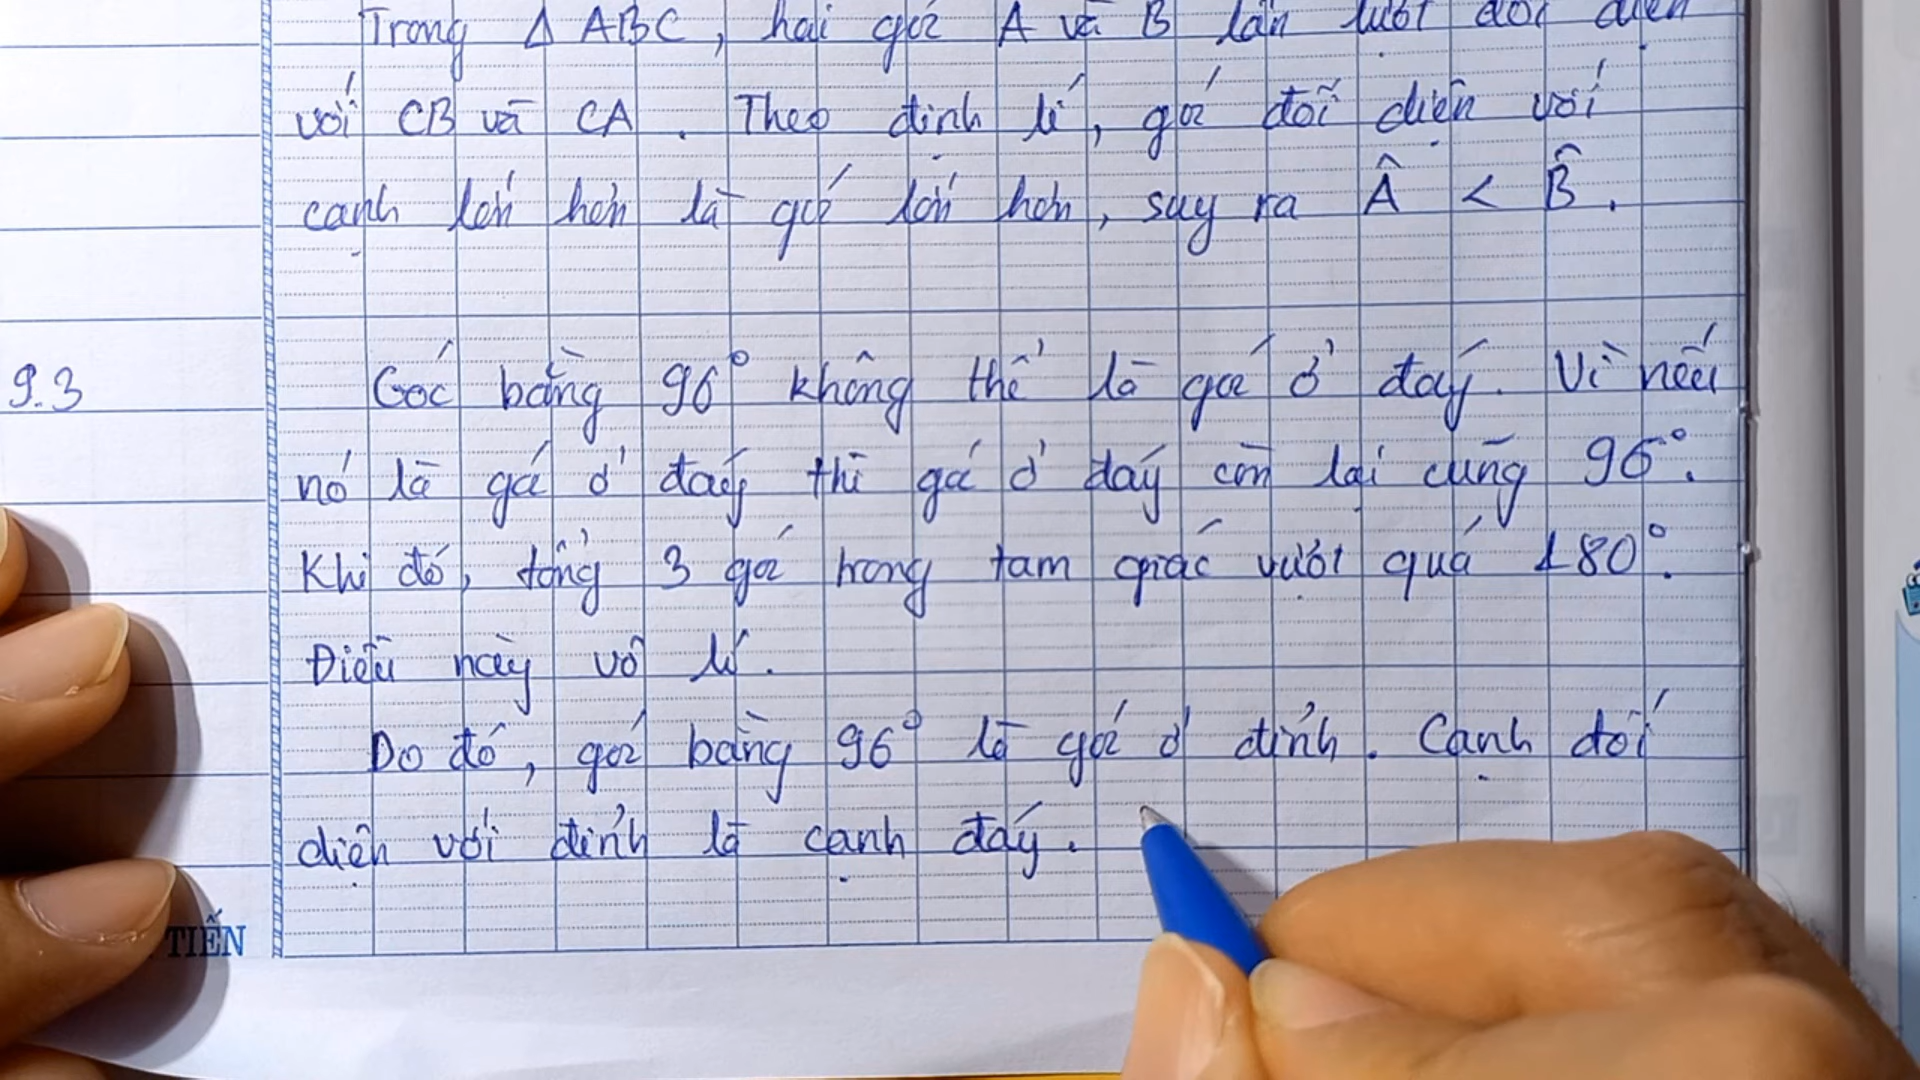 Trong Δ ABC, hai góc A và B lần lượt đối diện
với CB và CA. Theo định lí, góc đối diện với
cạnh lớn hơn là góc lớn hơn, suy ra Â < B̂.
9.3 Góc bằng 96° không thể là góc ở đáy. Vì nếu
nó là góc ở đáy thì góc ở đáy còn lại cũng 96°.
Khi đó, tổng 3 góc trong tam giác vượt quá 180°.
Điều này vô lí.
Do đó, góc bằng 96° là góc ở đỉnh. Cạnh đối
diện với đỉnh là cạnh đáy.
TIẾN